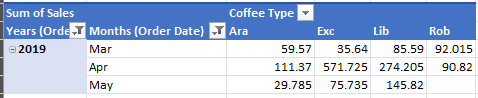 Sum of Sales Coffee Type
Years (Orde Months (Order Date) Ara Exc Lib Rob
2019 Mar 59.57 35.64 85.59 92.015
Apr 111.37 571.725 274.205 90.82
May 29.785 75.735 145.82